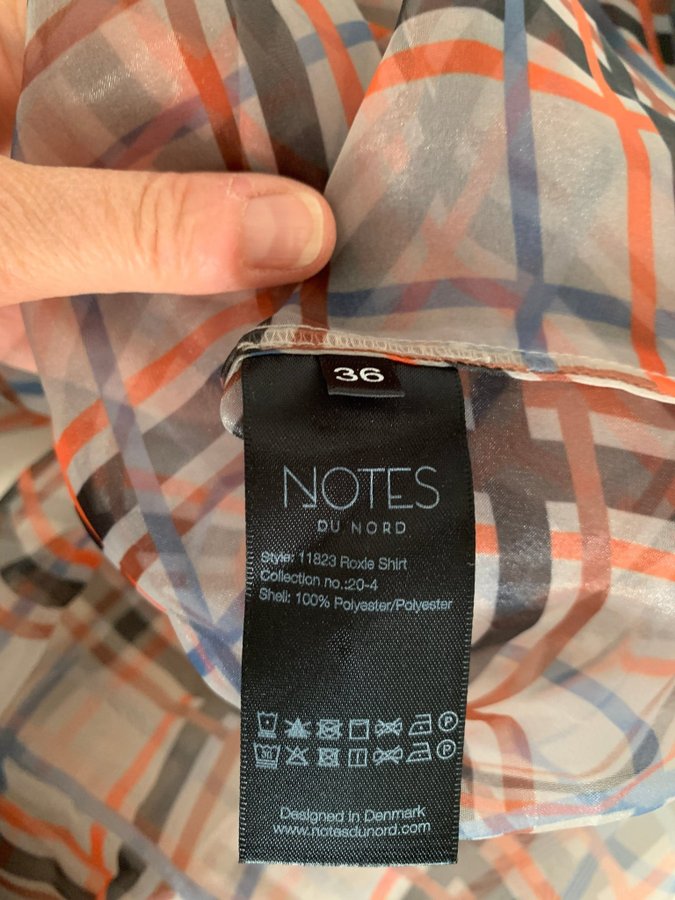 36
NOTES
DU NORD
Style: 11823 Roxie Shirt
Collection no.:20-4
Shell: 100% Polyester/Polyester
P
P
Designed in Denmark
www.notesdunord.com